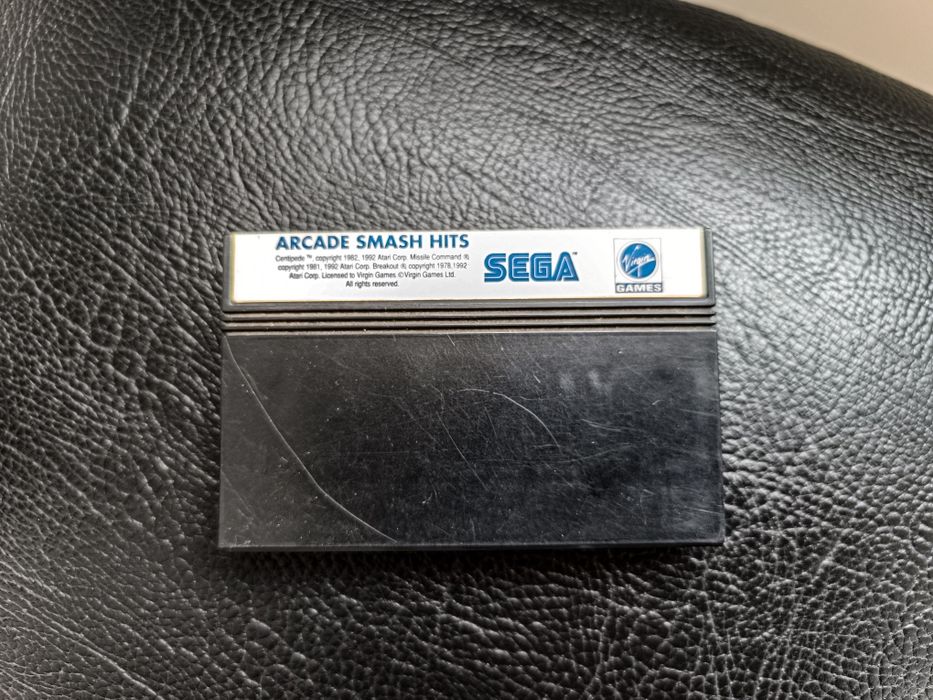 ARCADE SMASH HITS
Centipede ™, copyright 1982, 1992 Atari Corp. Missile Command ®
copyright 1981, 1992 Atari Corp. Breakout ® copyright 1978,1992
Atari Corp. Licensed to Virgin Games ©Virgin Games Ltd.
All rights reserved.
SEGA™
Virgin
GAMES